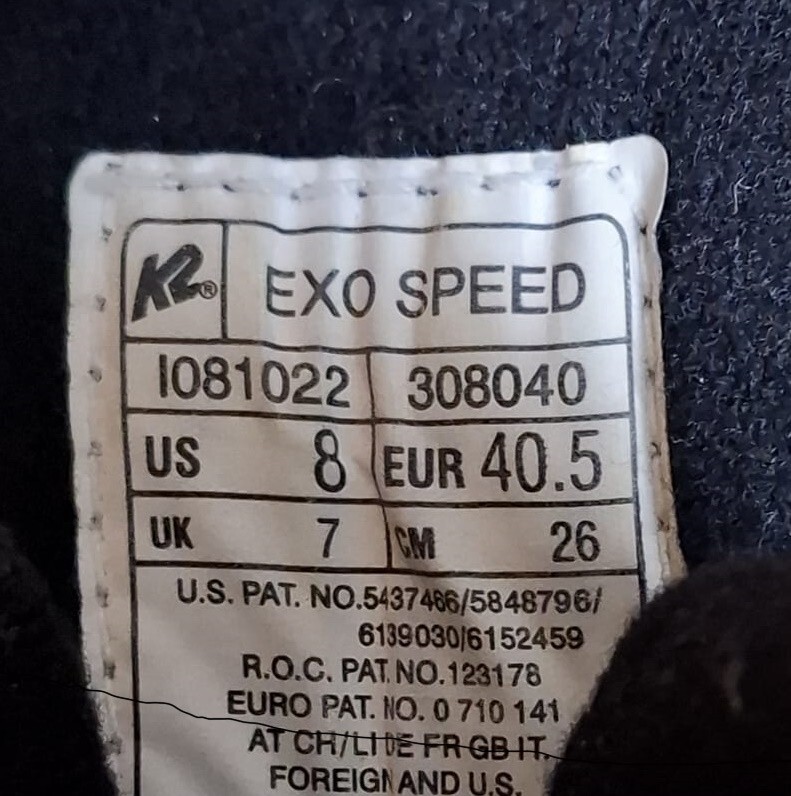 K2® EXO SPEED
I081022 308040
US 8 EUR 40.5
UK 7 CM 26
U.S. PAT. NO.5437466/5848796/
6139030/6152459
R.O.C. PAT. NO.123178
EURO PAT. NO. 0 710 141
AT CH/LI DE FR GB IT.
FOREIGN AND U.S.